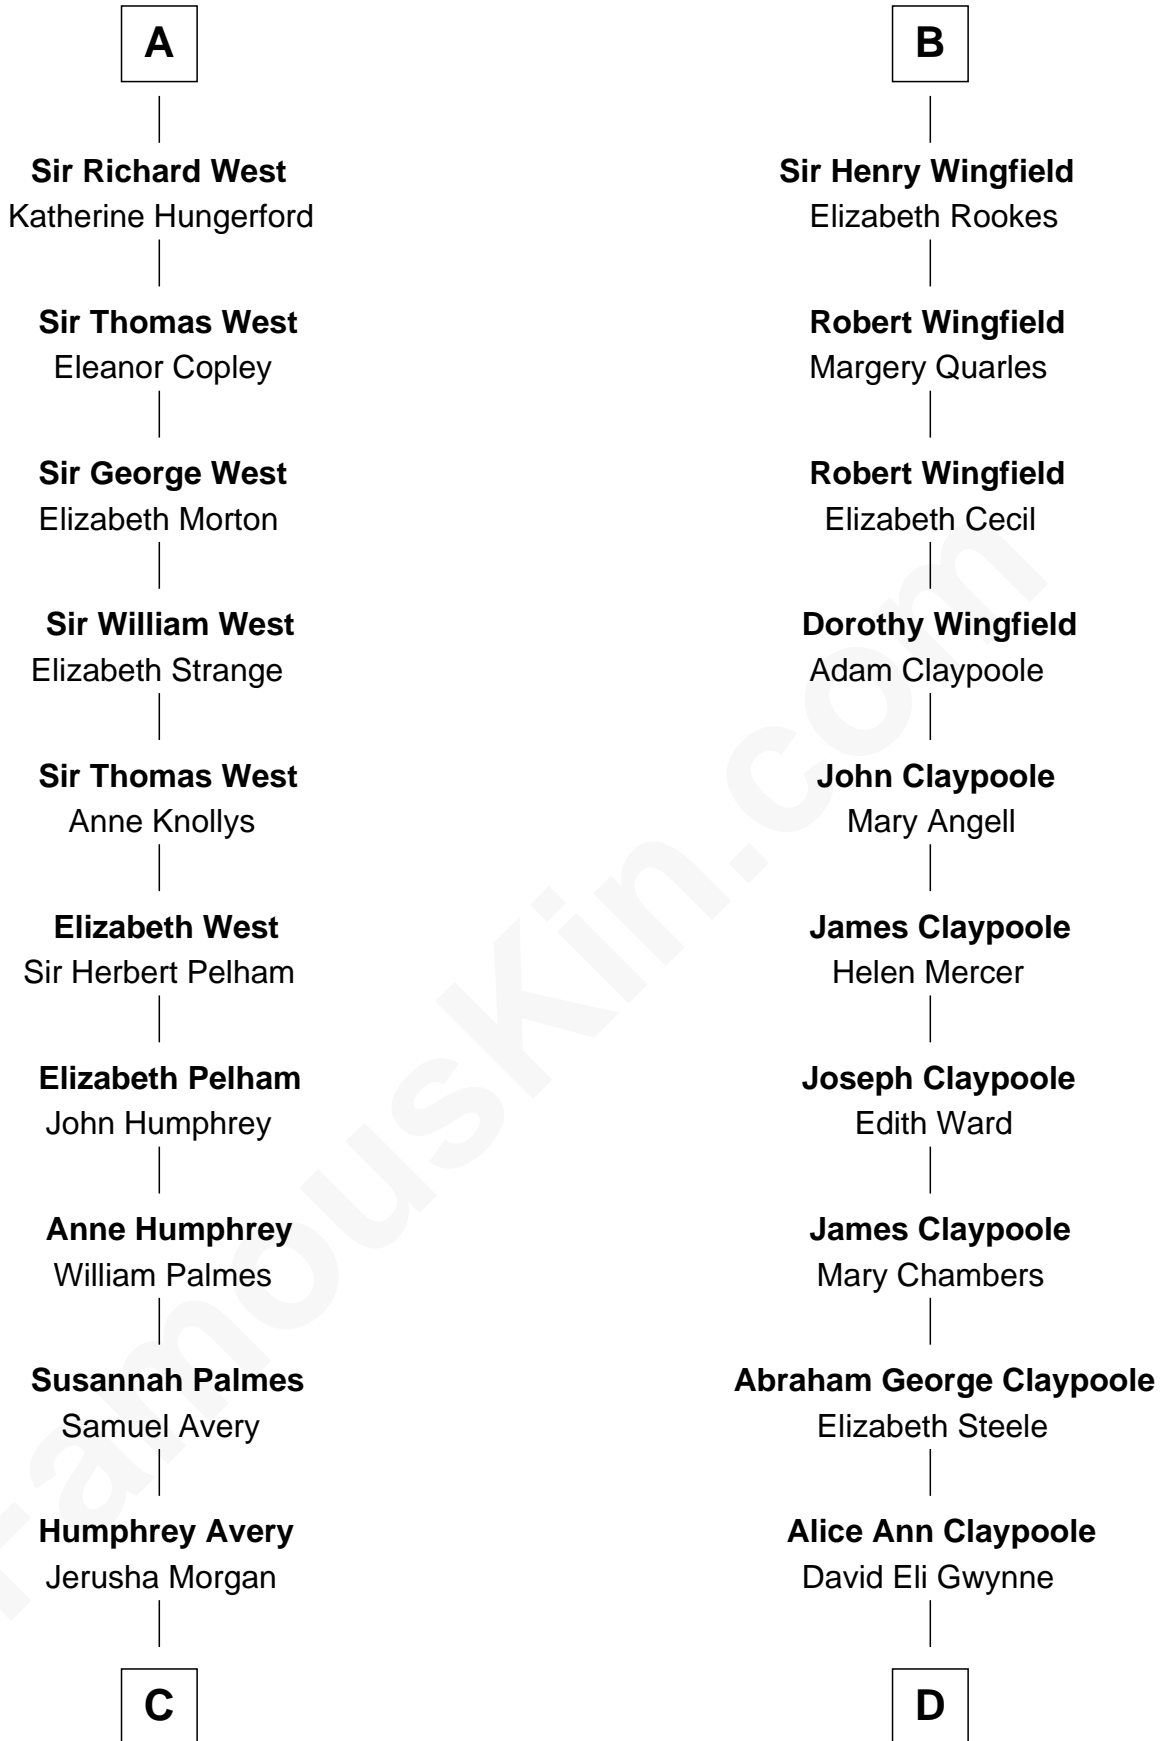 A
Sir Richard West
Katherine Hungerford
Sir Thomas West
Eleanor Copley
Sir George West
Elizabeth Morton
Sir William West
Elizabeth Strange
Sir Thomas West
Anne Knollys
Elizabeth West
Sir Herbert Pelham
Elizabeth Pelham
John Humphrey
Anne Humphrey
William Palmes
Susannah Palmes
Samuel Avery
Humphrey Avery
Jerusha Morgan
C
B
Sir Henry Wingfield
Elizabeth Rookes
Robert Wingfield
Margery Quarles
Robert Wingfield
Elizabeth Cecil
Dorothy Wingfield
Adam Claypoole
John Claypoole
Mary Angell
James Claypoole
Helen Mercer
Joseph Claypoole
Edith Ward
James Claypoole
Mary Chambers
Abraham George Claypoole
Elizabeth Steele
Alice Ann Claypoole
David Eli Gwynne
D
FamousKin.com